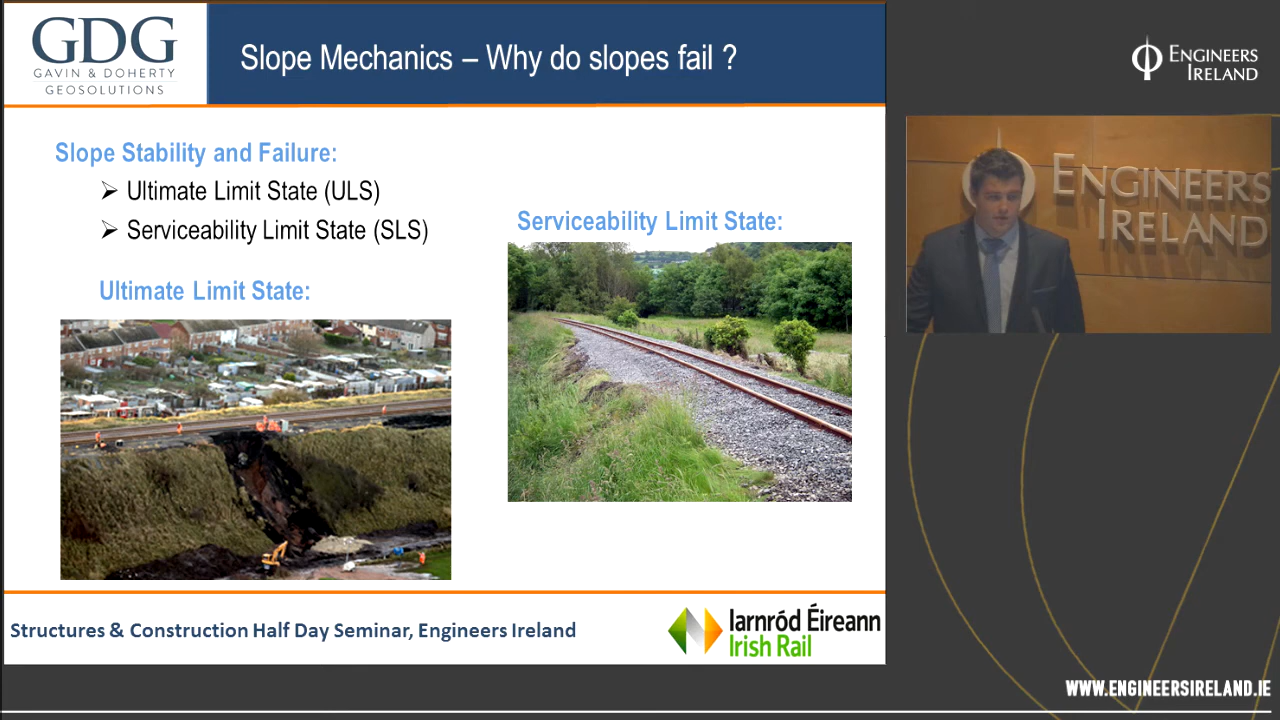 GDG
GAVIN & DOHERTY
GEOSOLUTIONS
Slope Mechanics – Why do slopes fail ?
Slope Stability and Failure:
➢ Ultimate Limit State (ULS)
➢ Serviceability Limit State (SLS)
Ultimate Limit State:
Serviceability Limit State:
Structures & Construction Half Day Seminar, Engineers Ireland
Iarnród Éireann
Irish Rail
ENGINEERS
IRELAND
ENGINEERS
IRELAND
WWW.ENGINEERSIRELAND.IE